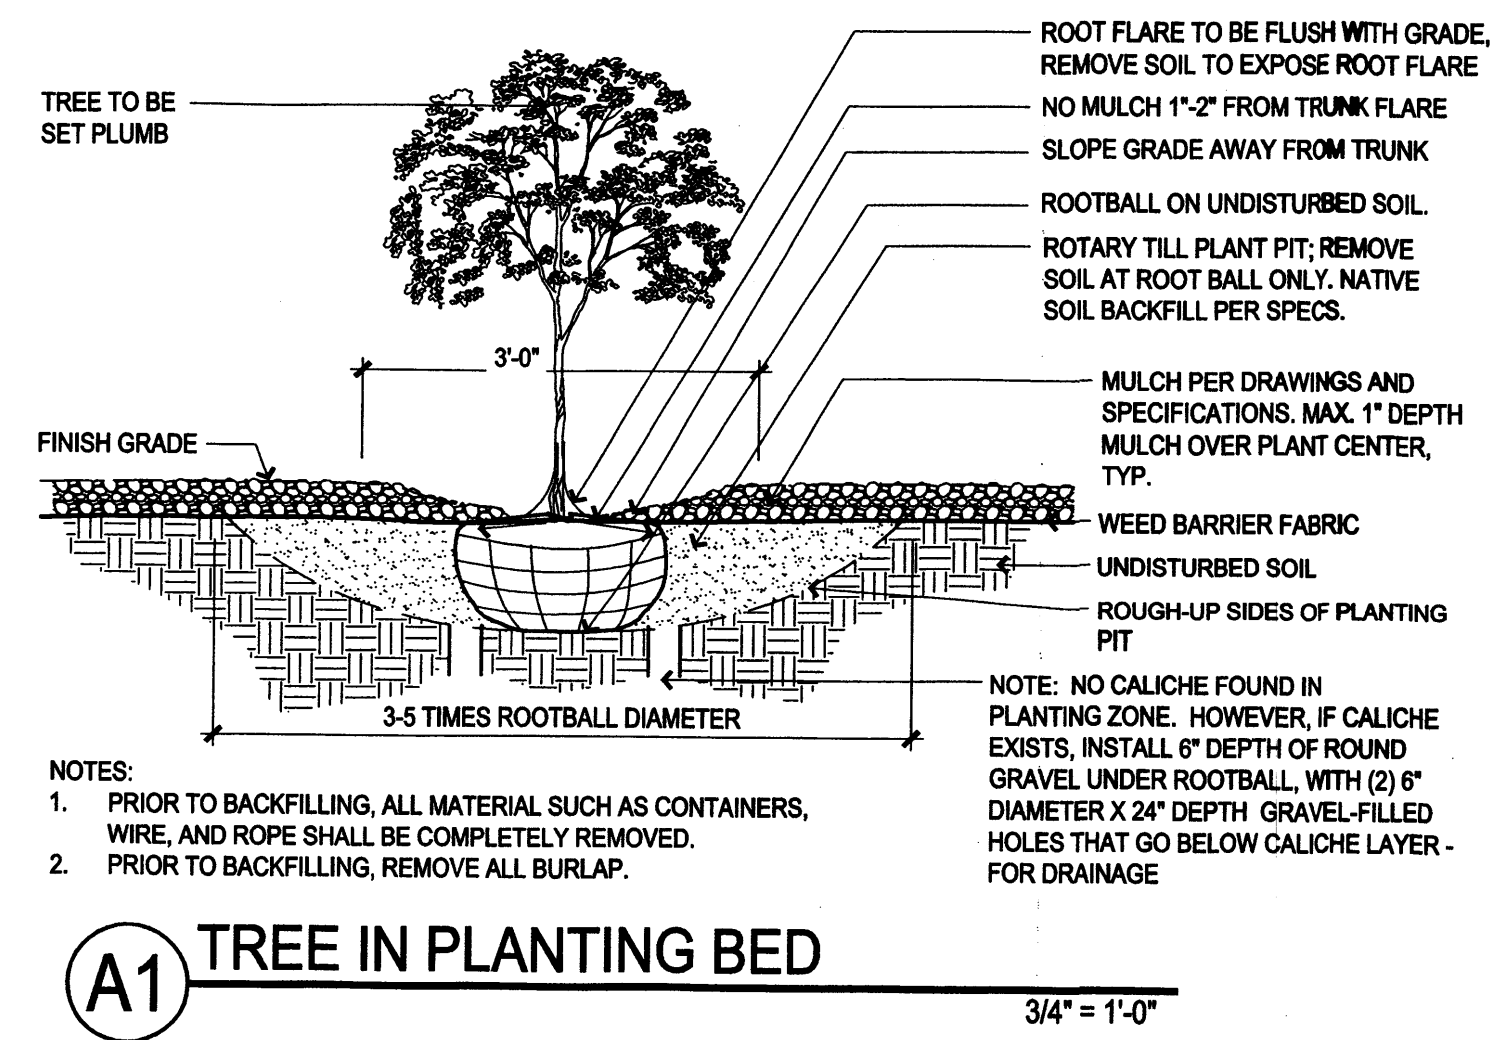 ROOT FLARE TO BE FLUSH WITH GRADE,
REMOVE SOIL TO EXPOSE ROOT FLARE
TREE TO BE
SET PLUMB
NO MULCH 1"-2" FROM TRUNK FLARE
SLOPE GRADE AWAY FROM TRUNK
ROOTBALL ON UNDISTURBED SOIL.
ROTARY TILL PLANT PIT; REMOVE
SOIL AT ROOT BALL ONLY. NATIVE
SOIL BACKFILL PER SPECS.
3'-0"
MULCH PER DRAWINGS AND
SPECIFICATIONS. MAX. 1" DEPTH
MULCH OVER PLANT CENTER,
TYP.
FINISH GRADE
WEED BARRIER FABRIC
UNDISTURBED SOIL
ROUGH-UP SIDES OF PLANTING
PIT
NOTE: NO CALICHE FOUND IN
PLANTING ZONE. HOWEVER, IF CALICHE
EXISTS, INSTALL 6" DEPTH OF ROUND
GRAVEL UNDER ROOTBALL, WITH (2) 6"
DIAMETER X 24" DEPTH GRAVEL-FILLED
HOLES THAT GO BELOW CALICHE LAYER -
FOR DRAINAGE
3-5 TIMES ROOTBALL DIAMETER
NOTES:
1. PRIOR TO BACKFILLING, ALL MATERIAL SUCH AS CONTAINERS,
WIRE, AND ROPE SHALL BE COMPLETELY REMOVED.
2. PRIOR TO BACKFILLING, REMOVE ALL BURLAP.
A1 TREE IN PLANTING BED
3/4" = 1'-0"